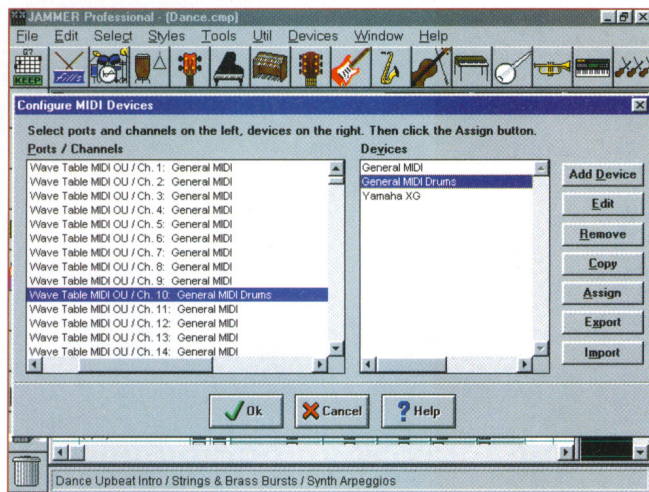 JAMMER Professional - [Dance.cmp]
File Edit Select Styles Tools Util Devices Window Help
G7
KEEP
Fills
Configure MIDI Devices
Select ports and channels on the left, devices on the right. Then click the Assign button.
Ports / Channels
Wave Table MIDI OU / Ch. 1: General MIDI
Wave Table MIDI OU / Ch. 2: General MIDI
Wave Table MIDI OU / Ch. 3: General MIDI
Wave Table MIDI OU / Ch. 4: General MIDI
Wave Table MIDI OU / Ch. 5: General MIDI
Wave Table MIDI OU / Ch. 6: General MIDI
Wave Table MIDI OU / Ch. 7: General MIDI
Wave Table MIDI OU / Ch. 8: General MIDI
Wave Table MIDI OU / Ch. 9: General MIDI
Wave Table MIDI OU / Ch. 10: General MIDI Drums
Wave Table MIDI OU / Ch. 11: General MIDI
Wave Table MIDI OU / Ch. 12: General MIDI
Wave Table MIDI OU / Ch. 13: General MIDI
Wave Table MIDI OU / Ch. 14: General MIDI
Devices
General MIDI
General MIDI Drums
Yamaha XG
Add Device
Edit
Remove
Copy
Assign
Export
Import
Ok
Cancel
? Help
Dance Upbeat Intro / Strings & Brass Bursts / Synth Arpeggios